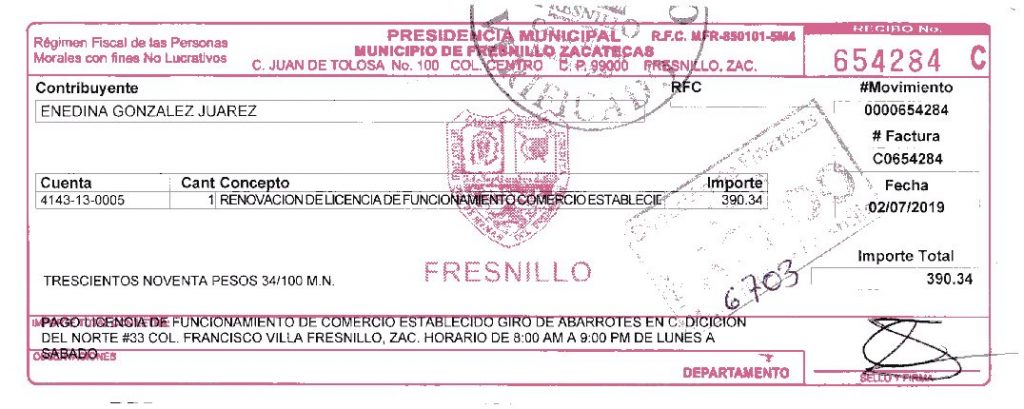 PRESIDENCIA MUNICIPAL R.F.C. MFR-850101-5M4
MUNICIPIO DE FRESNILLO ZACATECAS
C. JUAN DE TOLOSA No. 100 COL. CENTRO C. P. 99000 FRESNILLO, ZAC.
Régimen Fiscal de las Personas
Morales con fines No Lucrativos
RECIBO No.
654284 C
Contribuyente
RFC
#Movimiento
ENEDINA GONZALEZ JUAREZ
0000654284
# Factura
C0654284
Cuenta Cant Concepto Importe
Fecha
4143-13-0005 1 RENOVACION DE LICENCIA DE FUNCIONAMIENTO COMERCIO ESTABLECIE 390.34
02/07/2019
Importe Total
FRESNILLO
TRESCIENTOS NOVENTA PESOS 34/100 M.N.
390.34
6703
PAGO LICENCIA DE FUNCIONAMIENTO DE COMERCIO ESTABLECIDO GIRO DE ABARROTES EN C. DICICION
DEL NORTE #33 COL. FRANCISCO VILLA FRESNILLO, ZAC. HORARIO DE 8:00 AM A 9:00 PM DE LUNES A
SABADO
OBSERVACIONES
DEPARTAMENTO
SELLO Y FIRMA